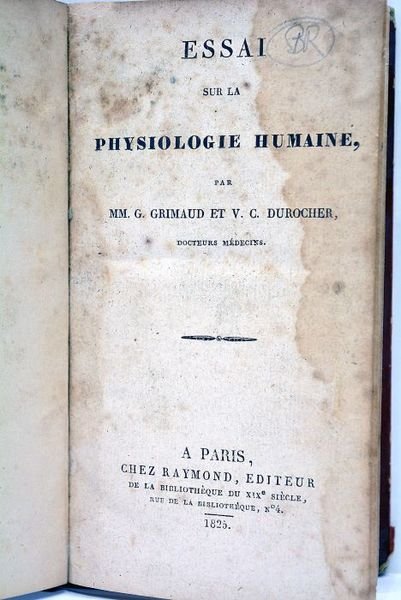 ESSAI
SUR LA
PHYSIOLOGIE HUMAINE,
PAR
MM. G. GRIMAUD ET V. C. DUROCHER,
DOCTEURS MÉDECINS.
A PARIS,
CHEZ RAYMOND, EDITEUR
DE LA BIBLIOTHÈQUE DU XIXe SIÈCLE,
RUE DE LA BIBLIOTHÈQUE, N°4.
1825.